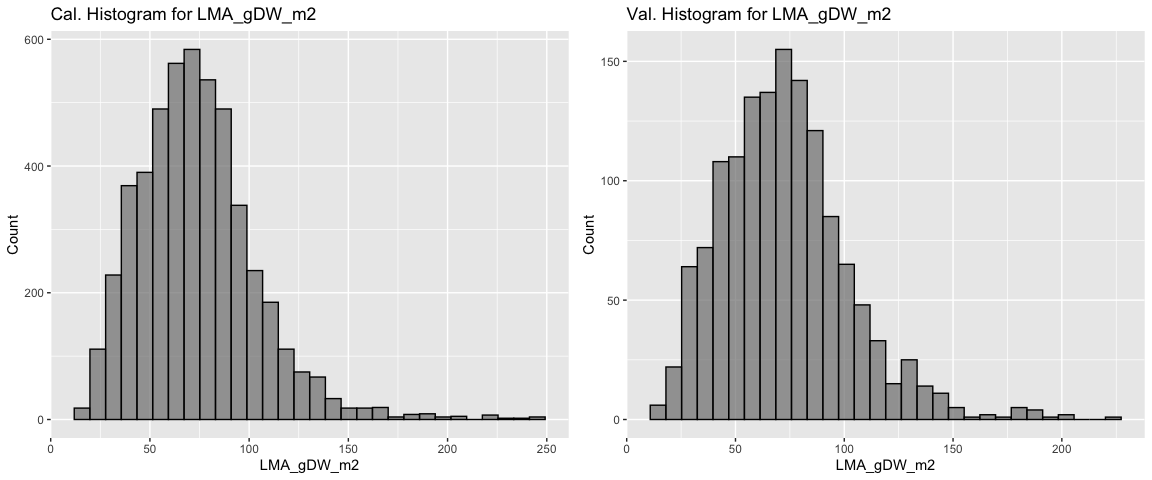 Cal. Histogram for LMA_gDW_m2
600
400
200
0
Count
0 50 100 150 200 250
LMA_gDW_m2
Val. Histogram for LMA_gDW_m2
150
100
50
0
Count
0 50 100 150 200
LMA_gDW_m2